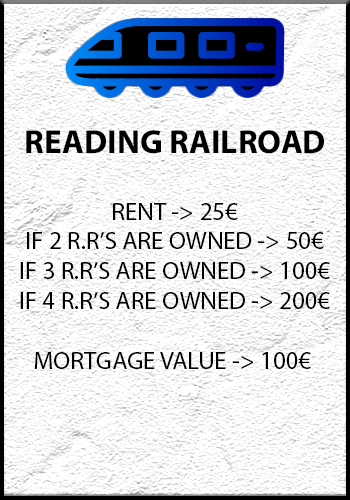 READING RAILROAD
RENT -> 25€
IF 2 R.R'S ARE OWNED -> 50€
IF 3 R.R'S ARE OWNED -> 100€
IF 4 R.R'S ARE OWNED -> 200€
MORTGAGE VALUE -> 100€